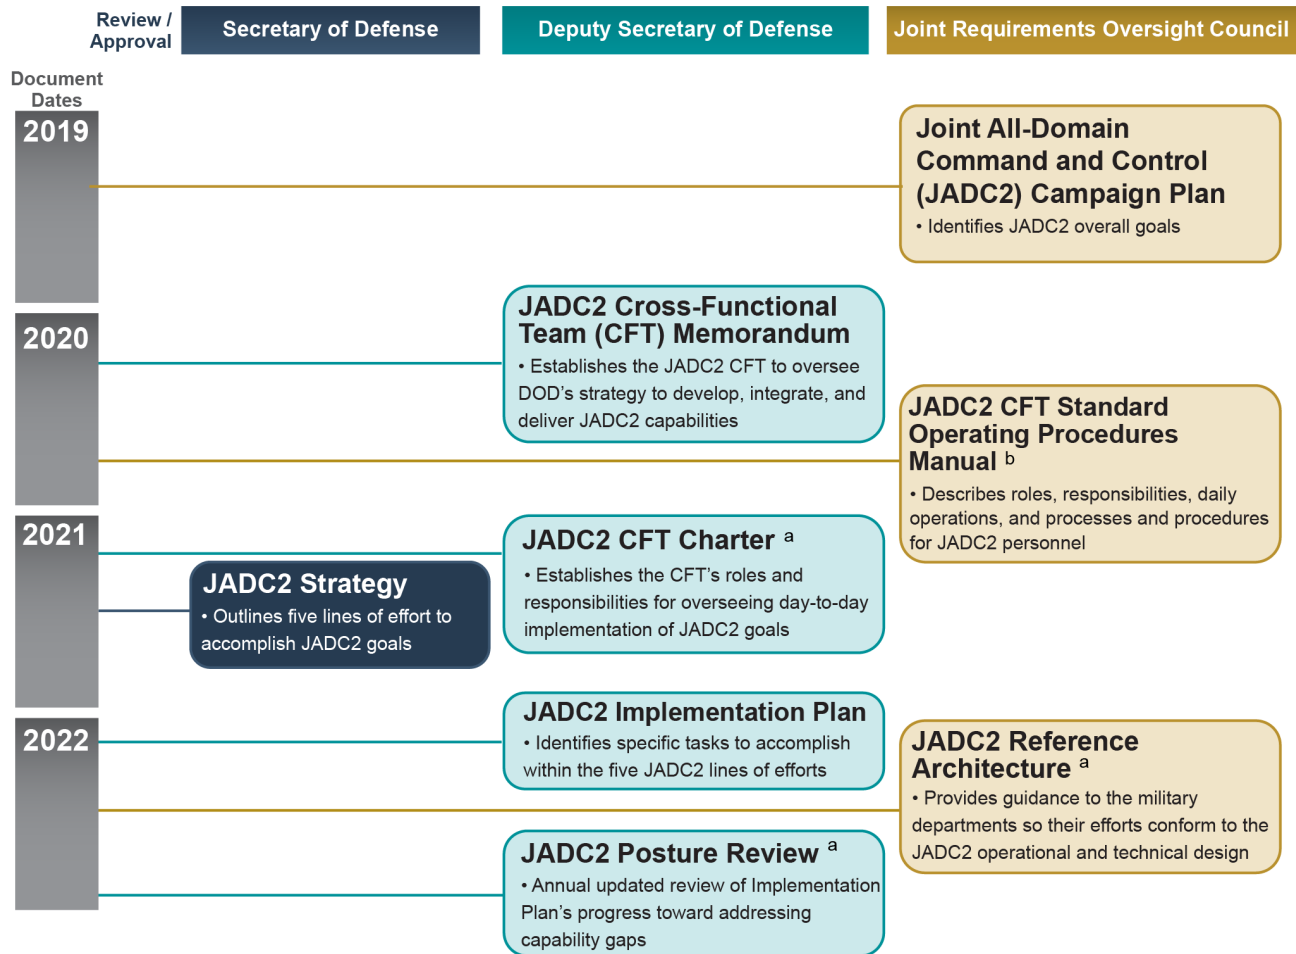 Review /
Approval
Secretary of Defense
Deputy Secretary of Defense
Joint Requirements Oversight Council
Document
Dates
2019
Joint All-Domain
Command and Control
(JADC2) Campaign Plan
• Identifies JADC2 overall goals
2020
JADC2 Cross-Functional
Team (CFT) Memorandum
• Establishes the JADC2 CFT to oversee
DOD’s strategy to develop, integrate, and
deliver JADC2 capabilities
JADC2 CFT Standard
Operating Procedures
Manual b
• Describes roles, responsibilities, daily
operations, and processes and procedures
for JADC2 personnel
2021
JADC2 CFT Charter a
• Establishes the CFT’s roles and
responsibilities for overseeing day-to-day
implementation of JADC2 goals
JADC2 Strategy
• Outlines five lines of effort to
accomplish JADC2 goals
2022
JADC2 Implementation Plan
• Identifies specific tasks to accomplish
within the five JADC2 lines of efforts
JADC2 Reference
Architecture a
• Provides guidance to the military
departments so their efforts conform to the
JADC2 operational and technical design
JADC2 Posture Review a
• Annual updated review of Implementation
Plan’s progress toward addressing
capability gaps